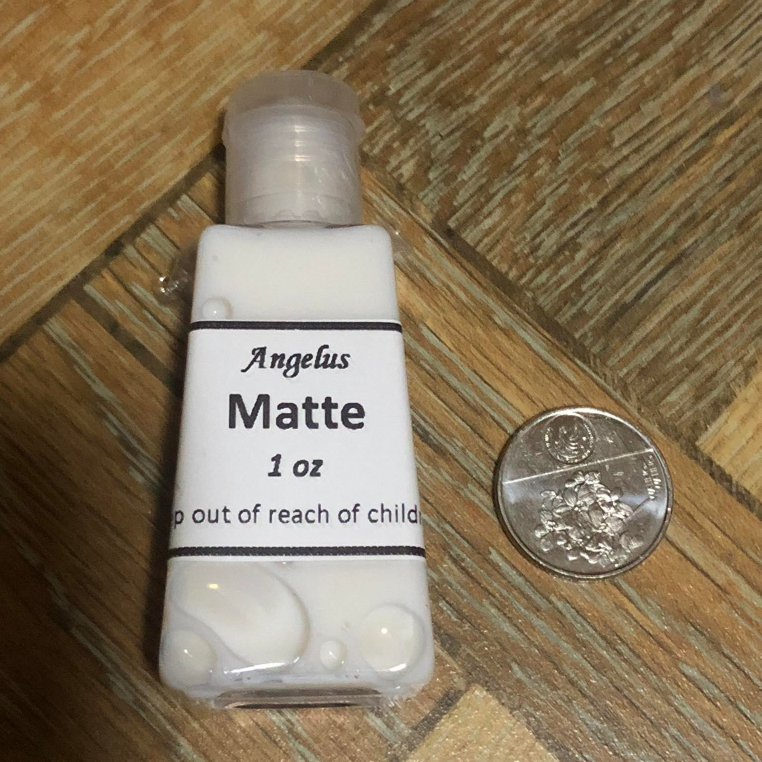 Angelus
Matte
1 oz
p out of reach of child